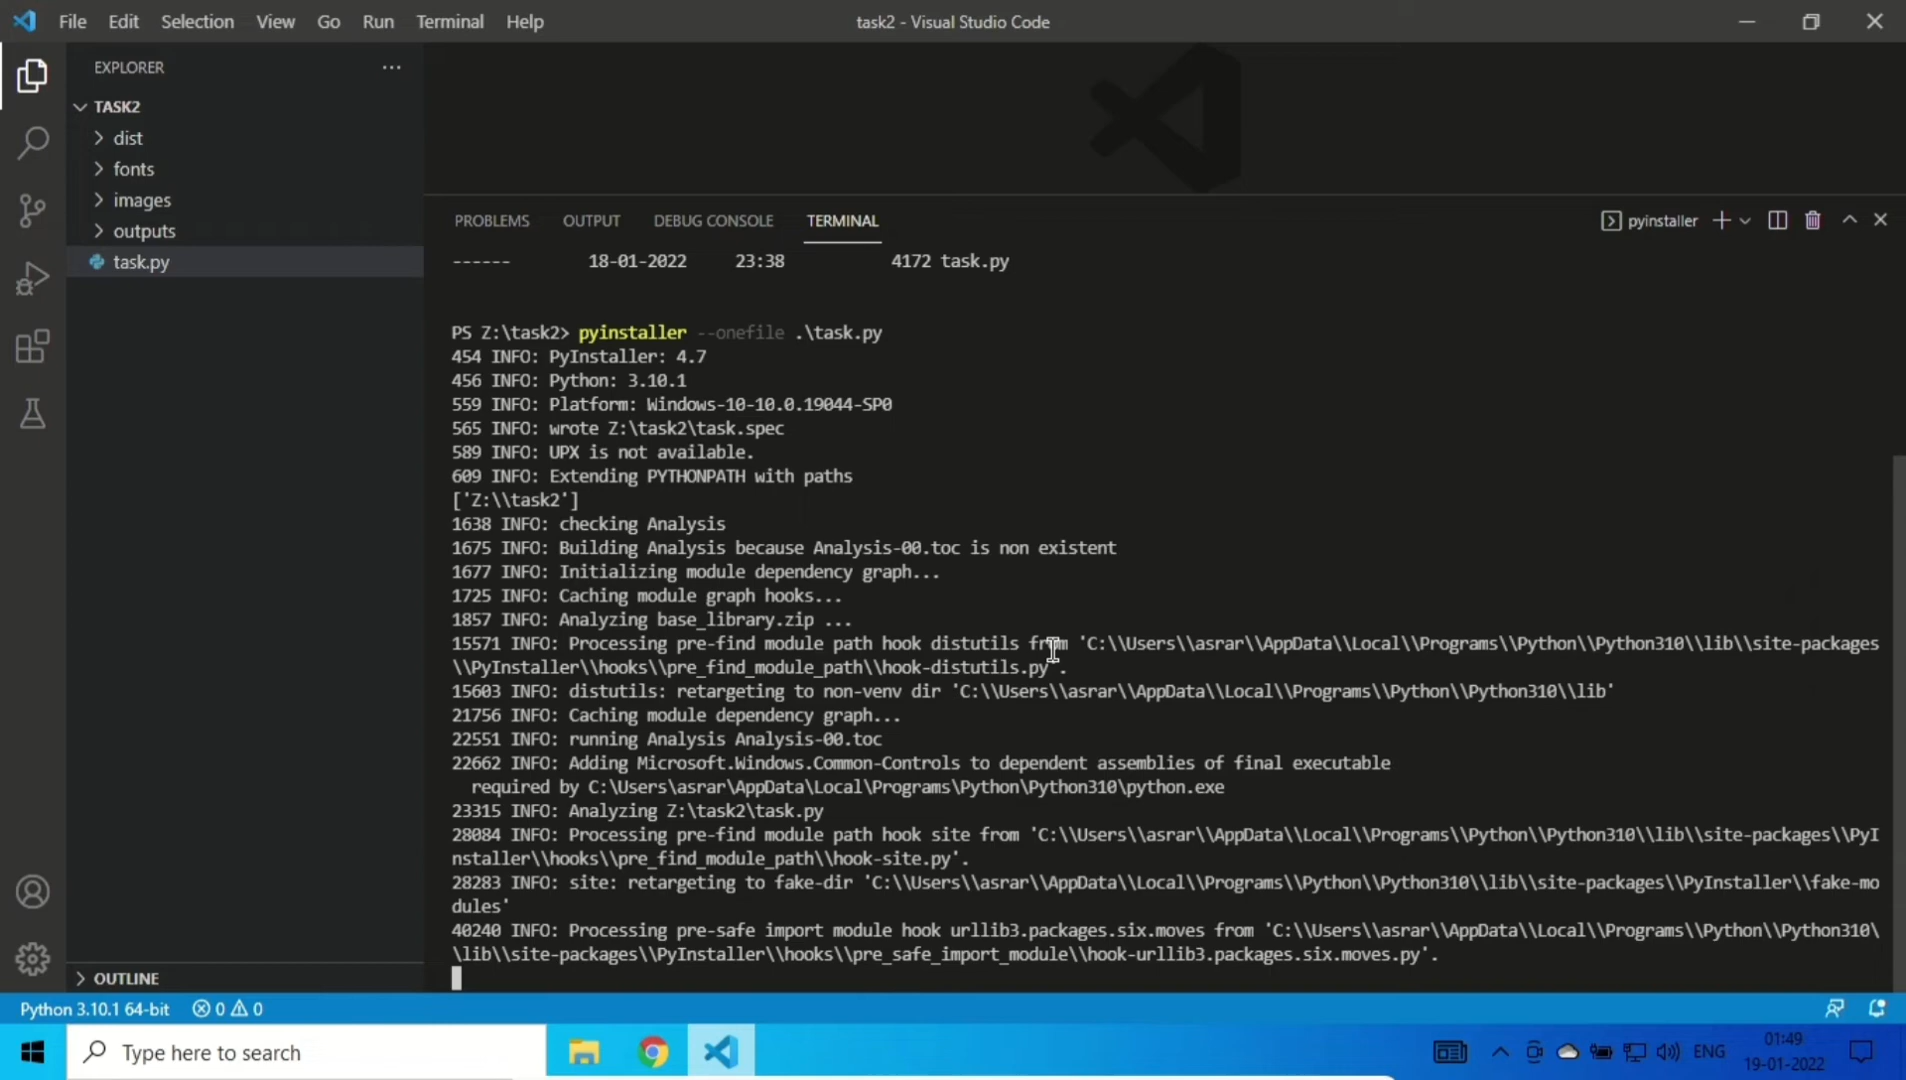 File Edit Selection View Go Run Terminal Help
task2 - Visual Studio Code
EXPLORER
TASK2
dist
fonts
images
outputs
task.py
OUTLINE
PROBLEMS OUTPUT DEBUG CONSOLE TERMINAL
pyinstaller
------ 18-01-2022 23:38 4172 task.py
PS Z:\task2> pyinstaller --onefile .\task.py
454 INFO: PyInstaller: 4.7
456 INFO: Python: 3.10.1
559 INFO: Platform: Windows-10-10.0.19044-SP0
565 INFO: wrote Z:\task2\task.spec
589 INFO: UPX is not available.
609 INFO: Extending PYTHONPATH with paths
['Z:\\task2']
1638 INFO: checking Analysis
1675 INFO: Building Analysis because Analysis-00.toc is non existent
1677 INFO: Initializing module dependency graph...
1725 INFO: Caching module graph hooks...
1857 INFO: Analyzing base_library.zip ...
15571 INFO: Processing pre-find module path hook distutils from 'C:\\Users\\asrar\\AppData\\Local\\Programs\\Python\\Python310\\lib\\site-packages
\\PyInstaller\\hooks\\pre_find_module_path\\hook-distutils.py'.
15603 INFO: distutils: retargeting to non-venv dir 'C:\\Users\\asrar\\AppData\\Local\\Programs\\Python\\Python310\\lib'
21756 INFO: Caching module dependency graph...
22551 INFO: running Analysis Analysis-00.toc
22662 INFO: Adding Microsoft.Windows.Common-Controls to dependent assemblies of final executable
required by C:\Users\asrar\AppData\Local\Programs\Python\Python310\python.exe
23315 INFO: Analyzing Z:\task2\task.py
28084 INFO: Processing pre-find module path hook site from 'C:\\Users\\asrar\\AppData\\Local\\Programs\\Python\\Python310\\lib\\site-packages\\PyI
nstaller\\hooks\\pre_find_module_path\\hook-site.py'.
28283 INFO: site: retargeting to fake-dir 'C:\\Users\\asrar\\AppData\\Local\\Programs\\Python\\Python310\\lib\\site-packages\\PyInstaller\\fake-mo
dules'
40240 INFO: Processing pre-safe import module hook urllib3.packages.six.moves from 'C:\\Users\\asrar\\AppData\\Local\\Programs\\Python\\Python310\
\lib\\site-packages\\PyInstaller\\hooks\\pre_safe_import_module\\hook-urllib3.packages.six.moves.py'.
Python 3.10.1 64-bit 0 0
Type here to search
ENG
01:49
19-01-2022